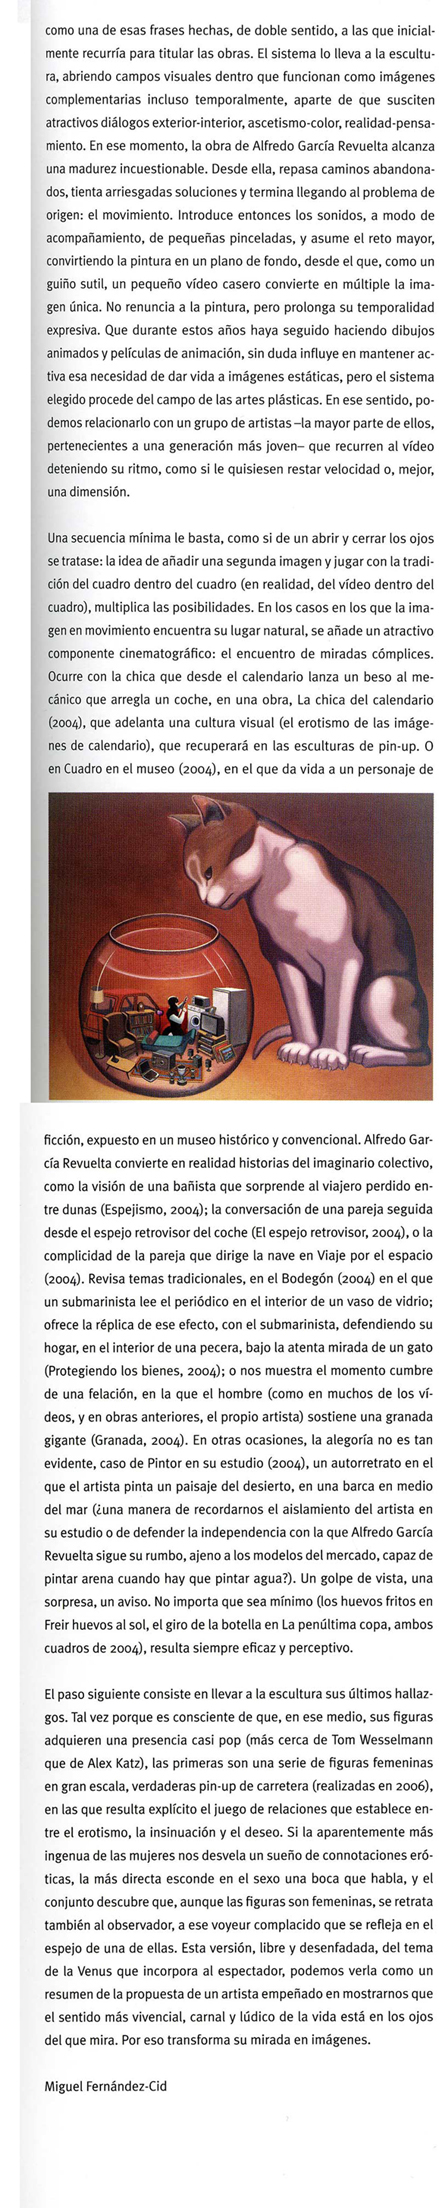 como una de esas frases hechas, de doble sentido, a las que inicial-
mente recurría para titular las obras. El sistema lo lleva a la escultu-
ra, abriendo campos visuales dentro que funcionan como imágenes
complementarias incluso temporalmente, aparte de que susciten
atractivos diálogos exterior-interior, ascetismo-color, realidad-pensa-
miento. En ese momento, la obra de Alfredo García Revuelta alcanza
una madurez incuestionable. Desde ella, repasa caminos abandona-
dos, tienta arriesgadas soluciones y termina llegando al problema de
origen: el movimiento. Introduce entonces los sonidos, a modo de
acompañamiento, de pequeñas pinceladas, y asume el reto mayor,
convirtiendo la pintura en un plano de fondo, desde el que, como un
guiño sutil, un pequeño vídeo casero convierte en múltiple la ima-
gen única. No renuncia a la pintura, pero prolonga su temporalidad
expresiva. Que durante estos años haya seguido haciendo dibujos
animados y películas de animación, sin duda influye en mantener ac-
tiva esa necesidad de dar vida a imágenes estáticas, pero el sistema
elegido procede del campo de las artes plásticas. En ese sentido, po-
demos relacionarlo con un grupo de artistas –la mayor parte de ellos,
pertenecientes a una generación más joven– que recurren al vídeo
deteniendo su ritmo, como si le quisiesen restar velocidad o, mejor,
una dimensión.
Una secuencia mínima le basta, como si de un abrir y cerrar los ojos
se tratase: la idea de añadir una segunda imagen y jugar con la tradi-
ción del cuadro dentro del cuadro (en realidad, del vídeo dentro del
cuadro), multiplica las posibilidades. En los casos en los que la ima-
gen en movimiento encuentra su lugar natural, se añade un atractivo
componente cinematográfico: el encuentro de miradas cómplices.
Ocurre con la chica que desde el calendario lanza un beso al me-
cánico que arregla un coche, en una obra, La chica del calendario
(2004), que adelanta una cultura visual (el erotismo de las imáge-
nes de calendario), que recuperará en las esculturas de pin-up. O
en Cuadro en el museo (2004), en el que da vida a un personaje de
ficción, expuesto en un museo histórico y convencional. Alfredo Gar-
cía Revuelta convierte en realidad historias del imaginario colectivo,
como la visión de una bañista que sorprende al viajero perdido en-
tre dunas (Espejismo, 2004); la conversación de una pareja seguida
desde el espejo retrovisor del coche (El espejo retrovisor, 2004), o la
complicidad de la pareja que dirige la nave en Viaje por el espacio
(2004). Revisa temas tradicionales, en el Bodegón (2004) en el que
un submarinista lee el periódico en el interior de un vaso de vidrio;
ofrece la réplica de ese efecto, con el submarinista, defendiendo su
hogar, en el interior de una pecera, bajo la atenta mirada de un gato
(Protegiendo los bienes, 2004); o nos muestra el momento cumbre
de una felación, en la que el hombre (como en muchos de los ví-
deos, y en obras anteriores, el propio artista) sostiene una granada
gigante (Granada, 2004). En otras ocasiones, la alegoría no es tan
evidente, caso de Pintor en su estudio (2004), un autorretrato en el
que el artista pinta un paisaje del desierto, en una barca en medio
del mar (¿una manera de recordarnos el aislamiento del artista en
su estudio o de defender la independencia con la que Alfredo García
Revuelta sigue su rumbo, ajeno a los modelos del mercado, capaz de
pintar arena cuando hay que pintar agua?). Un golpe de vista, una
sorpresa, un aviso. No importa que sea mínimo (los huevos fritos en
Freir huevos al sol, el giro de la botella en La penúltima copa, ambos
cuadros de 2004), resulta siempre eficaz y perceptivo.
El paso siguiente consiste en llevar a la escultura sus últimos hallaz-
gos. Tal vez porque es consciente de que, en ese medio, sus figuras
adquieren una presencia casi pop (más cerca de Tom Wesselmann
que de Alex Katz), las primeras son una serie de figuras femeninas
en gran escala, verdaderas pin-up de carretera (realizadas en 2006),
en las que resulta explícito el juego de relaciones que establece en-
tre el erotismo, la insinuación y el deseo. Si la aparentemente más
ingenua de las mujeres nos desvela un sueño de connotaciones eró-
ticas, la más directa esconde en el sexo una boca que habla, y el
conjunto descubre que, aunque las figuras son femeninas, se retrata
también al observador, a ese voyeur complacido que se refleja en el
espejo de una de ellas. Esta versión, libre y desenfadada, del tema
de la Venus que incorpora al espectador, podemos verla como un
resumen de la propuesta de un artista empeñado en mostrarnos que
el sentido más vivencial, carnal y lúdico de la vida está en los ojos
del que mira. Por eso transforma su mirada en imágenes.
Miguel Fernández-Cid